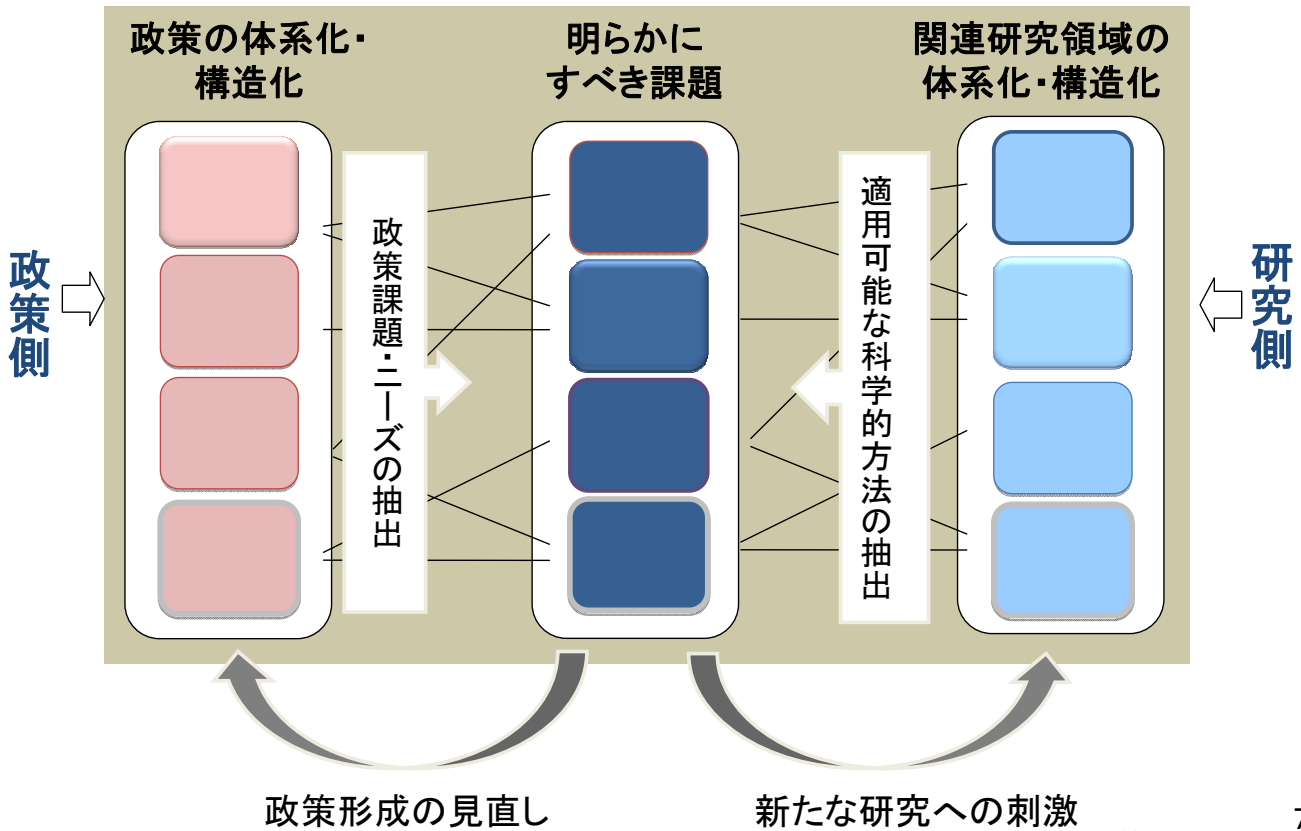 政策の体系化・
構造化
明らかに
すべき課題
関連研究領域の
体系化・構造化
政策側
政策課題・ニーズの抽出
適用可能な科学的方法の抽出
研究側
政策形成の見直し
新たな研究への刺激